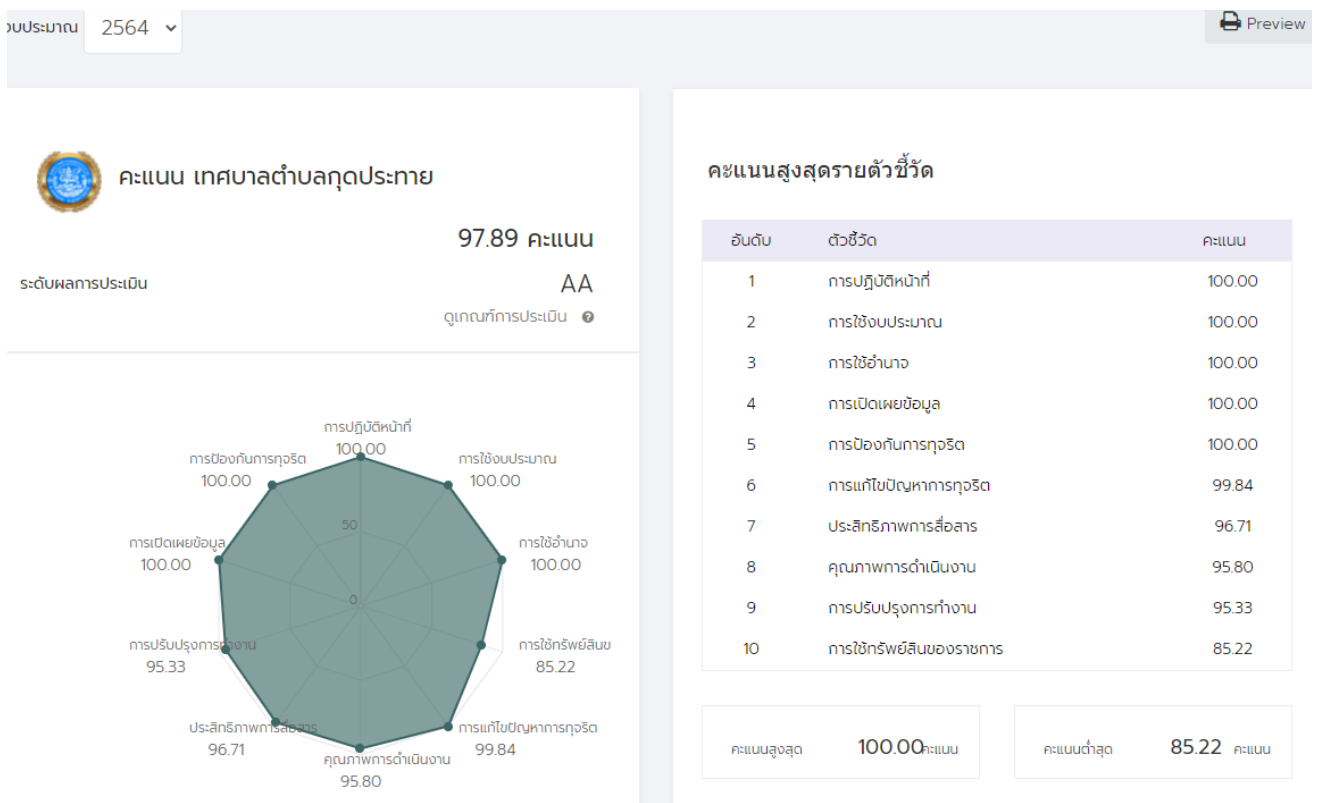 งบประมาณ 2564
Preview
คะแนน เทศบาลตำบลกุดประทาย
97.89 คะแนน
ระดับผลการประเมิน AA
ดูเกณฑ์การประเมิน
การปฏิบัติหน้าที่
100.00
การป้องกันการทุจริต
100.00
การใช้งบประมาณ
100.00
50
การเปิดเผยข้อมูล
100.00
การใช้อำนาจ
100.00
0
การปรับปรุงการทำงาน
95.33
การใช้ทรัพย์สินข
85.22
ประสิทธิภาพการสื่อสาร
96.71
การแก้ไขปัญหาการทุจริต
99.84
คุณภาพการดำเนินงาน
95.80
คะแนนสูงสุดรายตัวชี้วัด
อันดับ ตัวชี้วัด คะแนน
1 การปฏิบัติหน้าที่ 100.00
2 การใช้งบประมาณ 100.00
3 การใช้อำนาจ 100.00
4 การเปิดเผยข้อมูล 100.00
5 การป้องกันการทุจริต 100.00
6 การแก้ไขปัญหาการทุจริต 99.84
7 ประสิทธิภาพการสื่อสาร 96.71
8 คุณภาพการดำเนินงาน 95.80
9 การปรับปรุงการทำงาน 95.33
10 การใช้ทรัพย์สินของราชการ 85.22
คะแนนสูงสุด 100.00คะแนน
คะแนนต่ำสุด 85.22 คะแนน